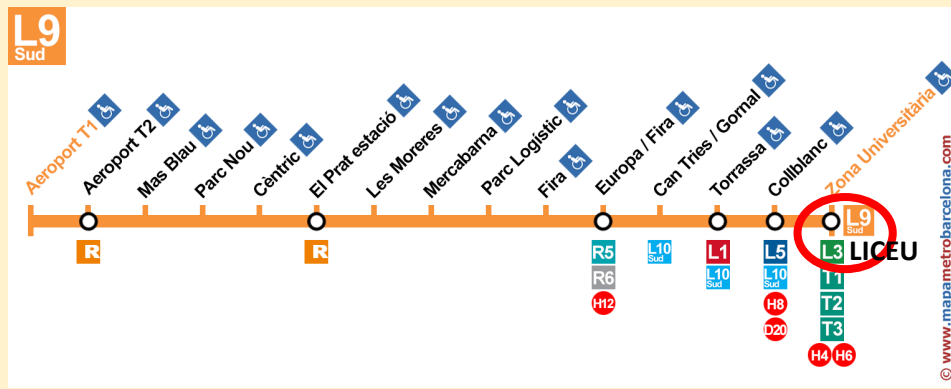 L9
Sud
Aeroport T1
Aeroport T2
Mas Blau
Parc Nou
Cèntric
El Prat estació
Les Moreres
Mercabarna
Parc Logístic
Fira
Europa / Fira
Can Tries / Gornal
Torrassa
Collblanc
Zona Universitària
L9
Sud
R
R
R5
R6
H12
L10
Sud
L1
L10
Sud
L5
L10
Sud
H8
D20
L3 LICEU
T1
T2
T3
H4 H6
© www.mapametrobarcelona.com